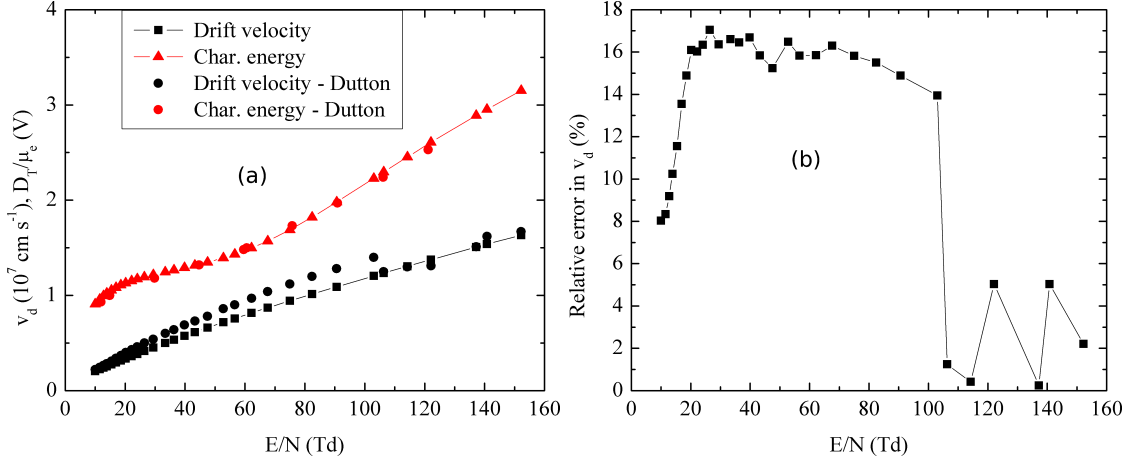 4
3
2
1
0
v_d (10^7 cm s^-1), D_T/μ_e (V)
Drift velocity
Char. energy
Drift velocity - Dutton
Char. energy - Dutton
(a)
0 20 40 60 80 100 120 140 160
E/N (Td)
18
16
14
12
10
8
6
4
2
0
Relative error in v_d (%)
(b)
0 20 40 60 80 100 120 140 160
E/N (Td)